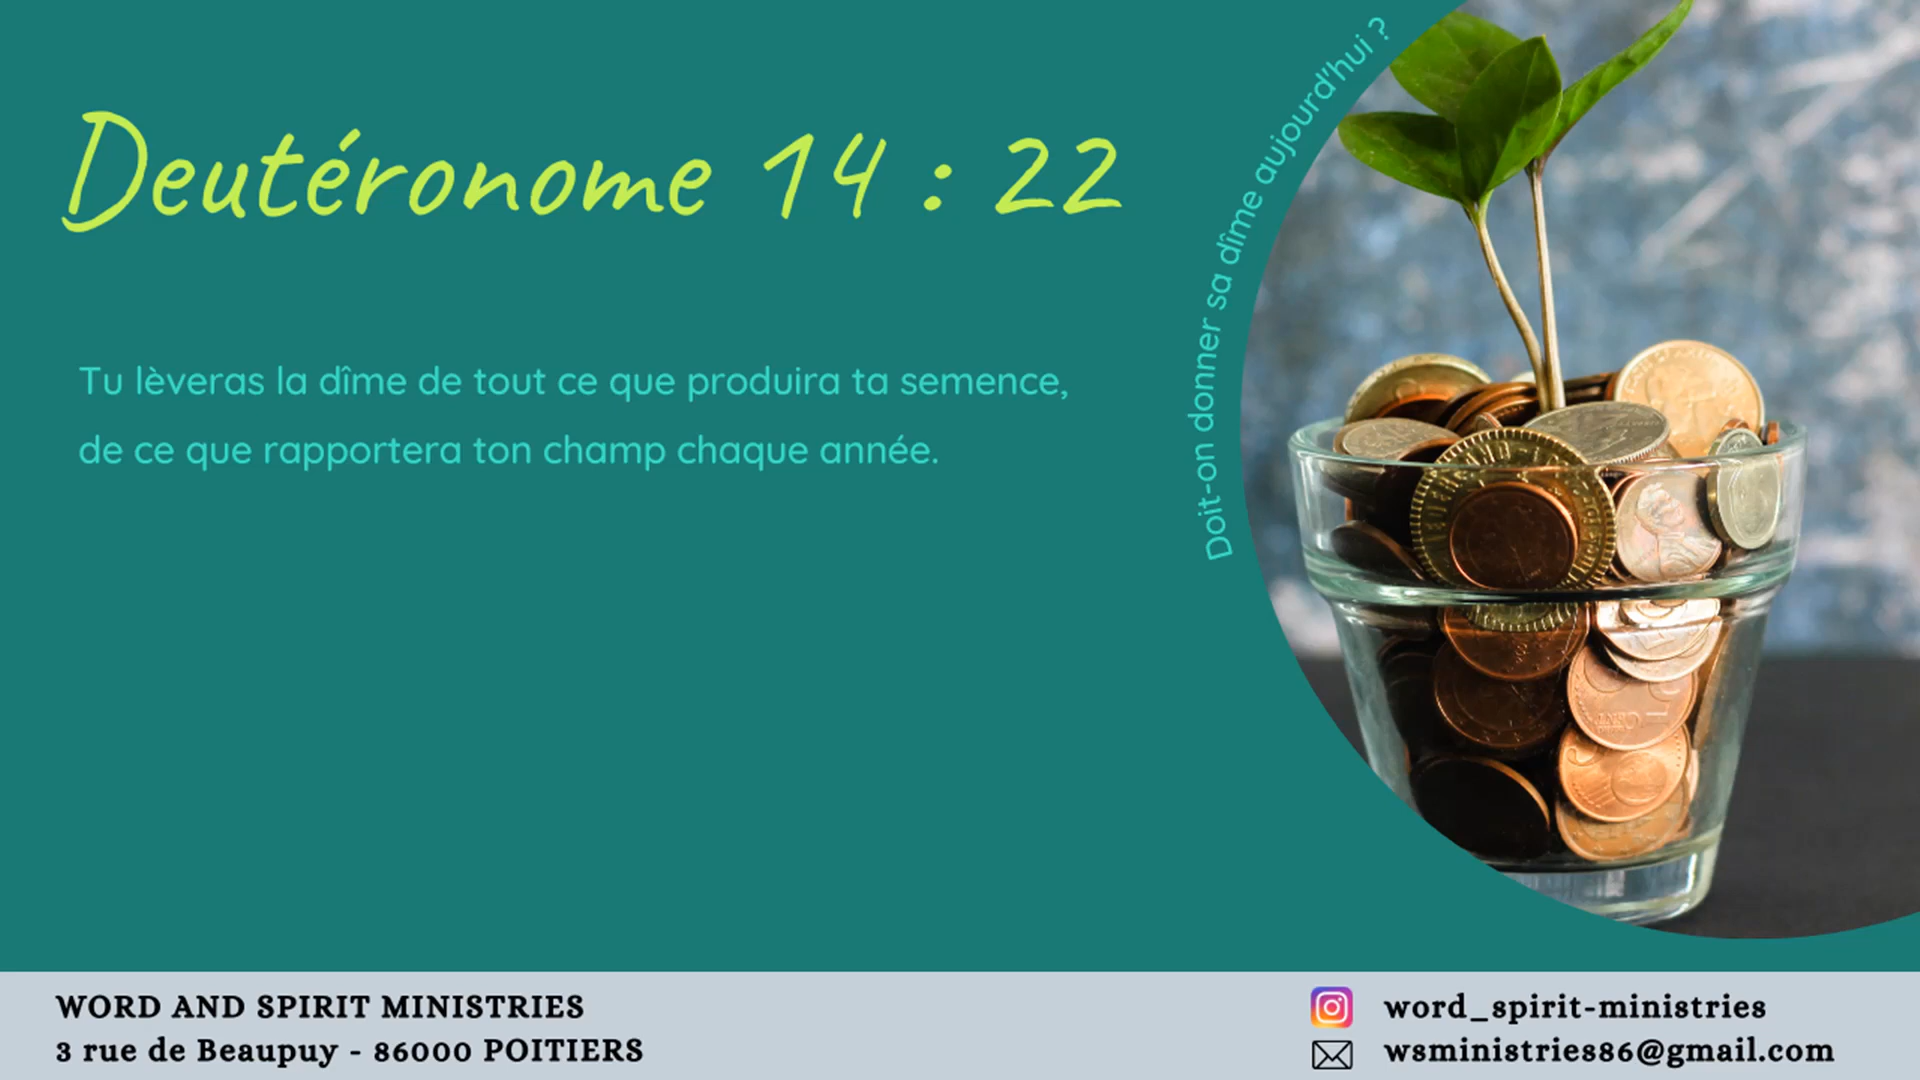 Deutéronome 14 : 22
Tu lèveras la dîme de tout ce que produira ta semence,
de ce que rapportera ton champ chaque année.
Doit-on donner sa dîme aujourd'hui ?
WORD AND SPIRIT MINISTRIES
3 rue de Beaupuy - 86000 POITIERS
word_spirit-ministries
wsministries86@gmail.com